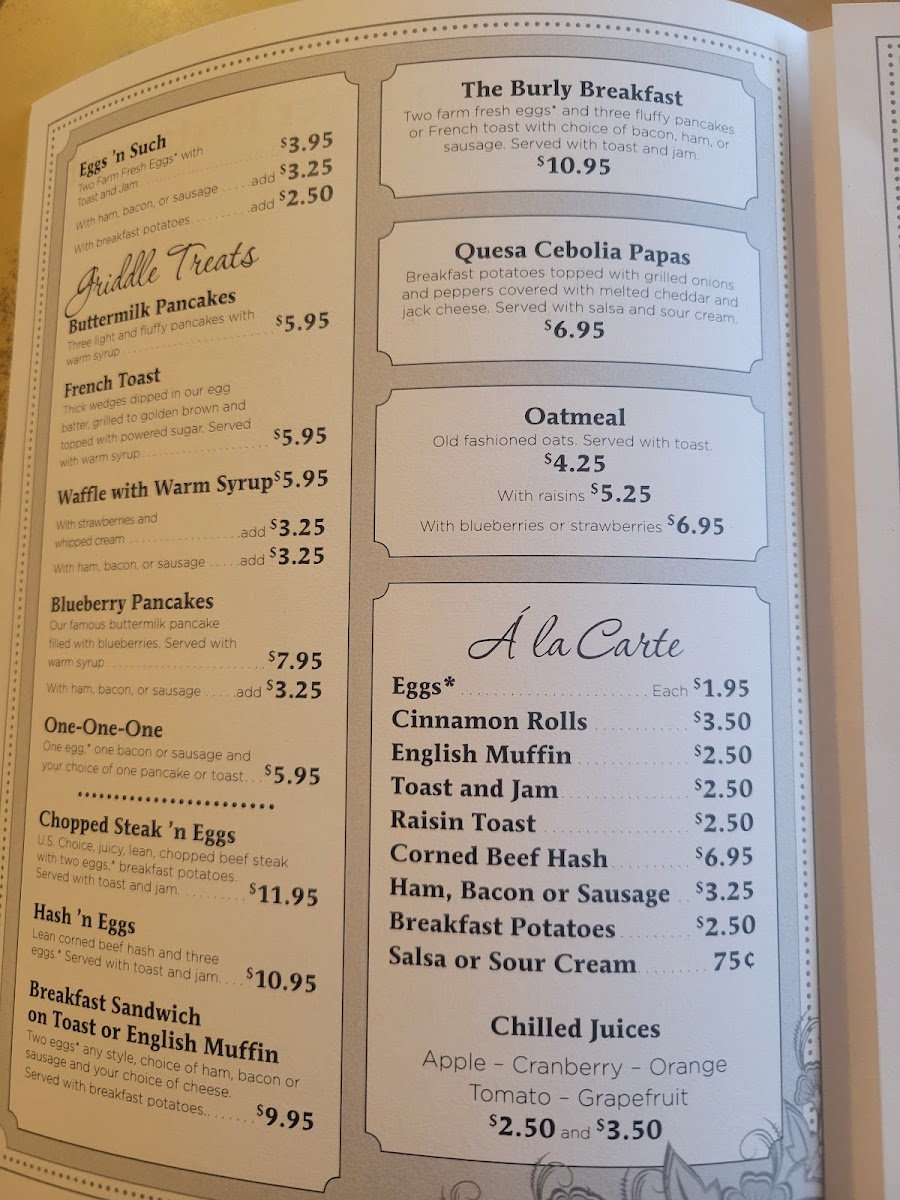 Eggs 'n Such
Two Farm Fresh Eggs* with
Toast and Jam.................... $3.95
With ham, bacon, or sausage .....add $3.25
With breakfast potatoes..........add $2.50
Griddle Treats
Buttermilk Pancakes
Three light and fluffy pancakes with
warm syrup.......................... $5.95
French Toast
Thick wedges dipped in our egg
batter, grilled to golden brown and
topped with powered sugar. Served
with warm syrup..................... $5.95
Waffle with Warm Syrup $5.95
With strawberries and
whipped cream ....................add $3.25
With ham, bacon, or sausage .....add $3.25
Blueberry Pancakes
Our famous buttermilk pancake
filled with blueberries. Served with
warm syrup.......................... $7.95
With ham, bacon, or sausage .....add $3.25
One-One-One
One egg,* one bacon or sausage and
your choice of one pancake or toast... $5.95
Chopped Steak 'n Eggs
U.S. Choice, juicy, lean, chopped beef steak
with two eggs,* breakfast potatoes.
Served with toast and jam........... $11.95
Hash 'n Eggs
Lean corned beef hash and three
eggs.* Served with toast and jam.... $10.95
Breakfast Sandwich
on Toast or English Muffin
Two eggs* any style, choice of ham, bacon or
sausage and your choice of cheese.
Served with breakfast potatoes........ $9.95
The Burly Breakfast
Two farm fresh eggs* and three fluffy pancakes
or French toast with choice of bacon, ham, or
sausage. Served with toast and jam.
$10.95
Quesa Cebolia Papas
Breakfast potatoes topped with grilled onions
and peppers covered with melted cheddar and
jack cheese. Served with salsa and sour cream.
$6.95
Oatmeal
Old fashioned oats. Served with toast.
$4.25
With raisins $5.25
With blueberries or strawberries $6.95
Á la Carte
Eggs* ........................ Each $1.95
Cinnamon Rolls ............ $3.50
English Muffin .............. $2.50
Toast and Jam .............. $2.50
Raisin Toast ................. $2.50
Corned Beef Hash ......... $6.95
Ham, Bacon or Sausage .. $3.25
Breakfast Potatoes ......... $2.50
Salsa or Sour Cream ......... 75¢
Chilled Juices
Apple – Cranberry – Orange
Tomato – Grapefruit
$2.50 and $3.50